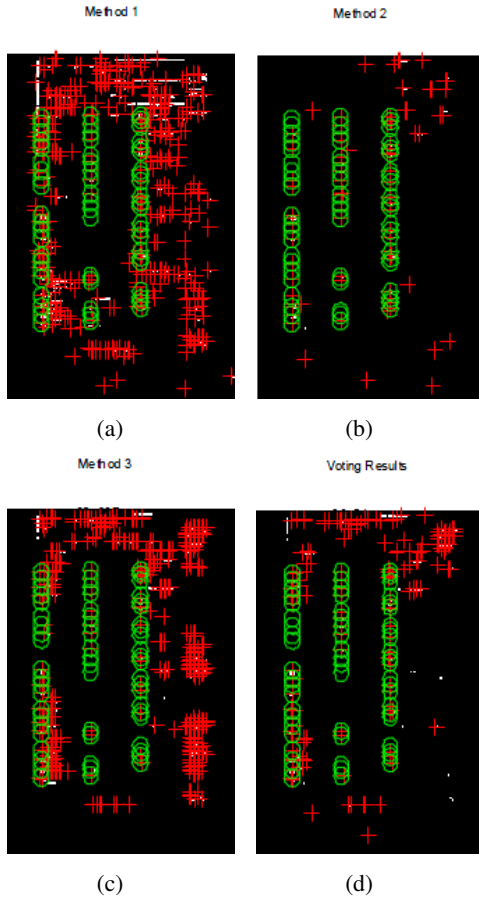 Method 1
Method 2
(a)
(b)
Method 3
Voting Results
(c)
(d)